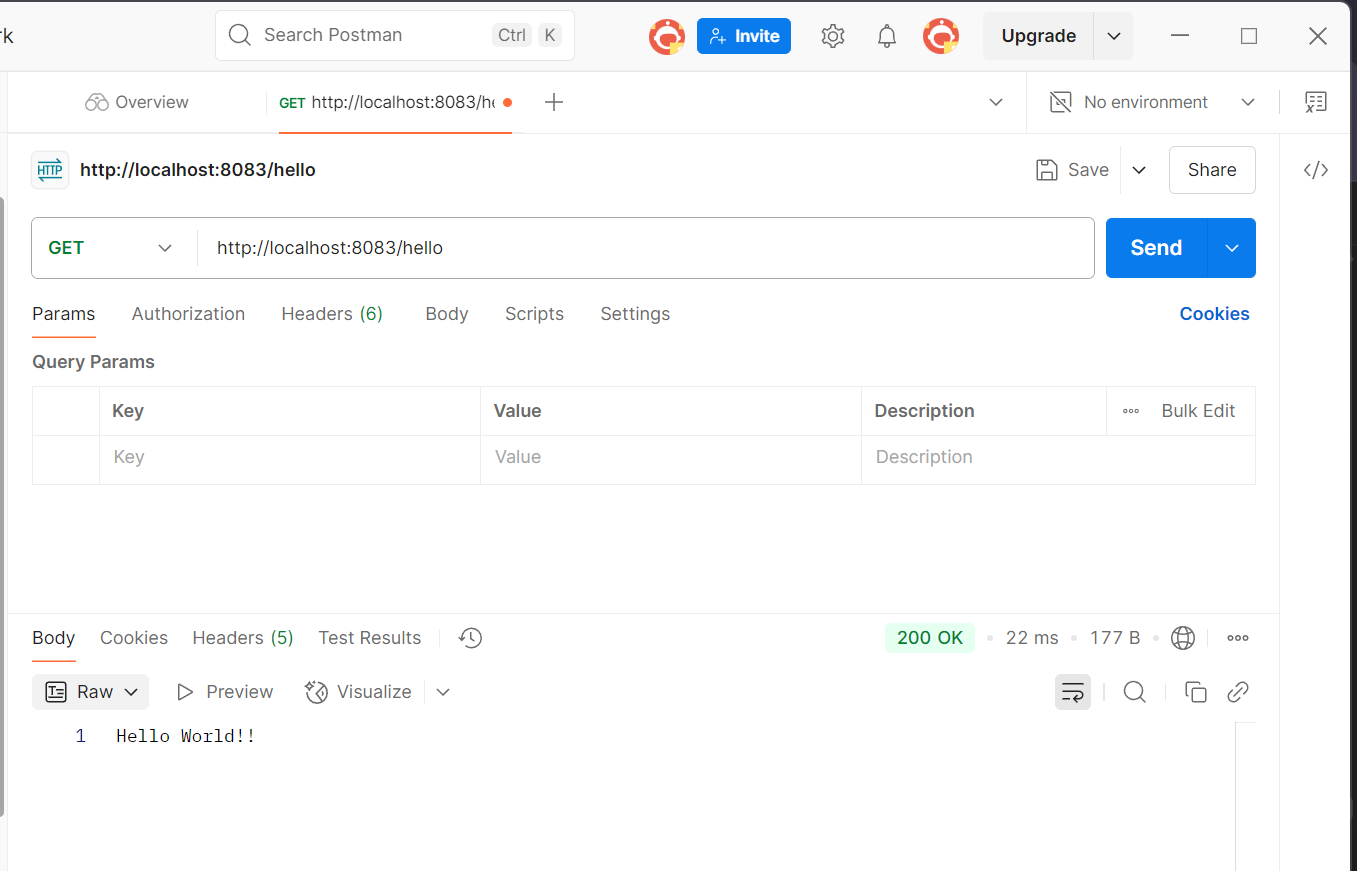 rk Search Postman Ctrl K Invite Upgrade
Overview GET http://localhost:8083/he No environment
HTTP http://localhost:8083/hello Save Share </>
GET http://localhost:8083/hello Send
Params Authorization Headers (6) Body Scripts Settings Cookies
Query Params
Key Value Description Bulk Edit
Key Value Description
Body Cookies Headers (5) Test Results 200 OK 22 ms 177 B
Raw Preview Visualize
1 Hello World!!